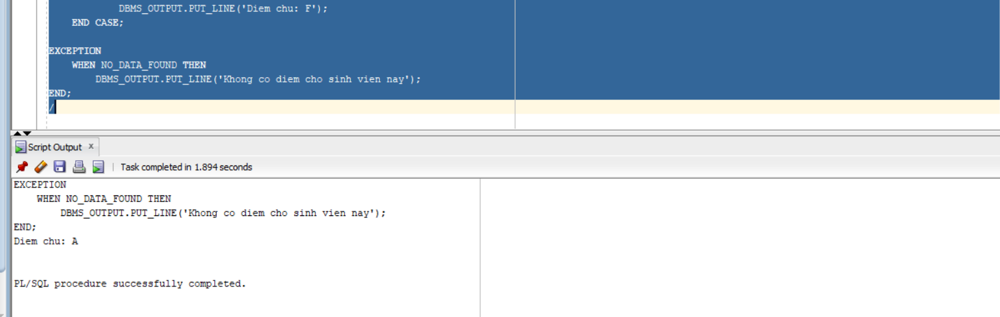 DBMS_OUTPUT.PUT_LINE('Diem chu: F');
END CASE;
EXCEPTION
WHEN NO_DATA_FOUND THEN
DBMS_OUTPUT.PUT_LINE('Khong co diem cho sinh vien nay');
END;
/
Script Output x
Task completed in 1.894 seconds
EXCEPTION
WHEN NO_DATA_FOUND THEN
DBMS_OUTPUT.PUT_LINE('Khong co diem cho sinh vien nay');
END;
Diem chu: A
PL/SQL procedure successfully completed.